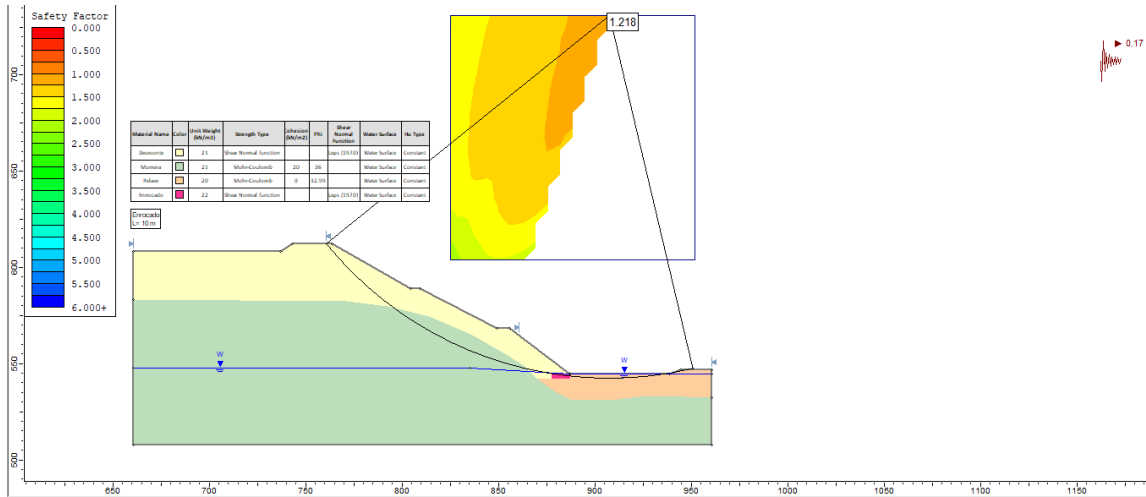 Safety Factor
0.000
0.500
1.000
1.500
2.000
2.500
3.000
3.500
4.000
4.500
5.000
5.500
6.000+
1.218
0.17
Material Name Color Unit Weight (kN/m3) Strength Type Cohesion (kN/m2) Phi Shear Normal Function Water Surface Hu Type
Desmonte 21 Shear Normal function Leps (1970) Water Surface Constant
Morrena 21 Mohr-Coulomb 20 36 Water Surface Constant
Relave 20 Mohr-Coulomb 0 32.95 Water Surface Constant
Enrocado 22 Shear Normal function Leps (1970) Water Surface Constant
Enrocado
L= 10 m
W
W
700
650
600
550
500
650 700 750 800 850 900 950 1000 1050 1100 1150